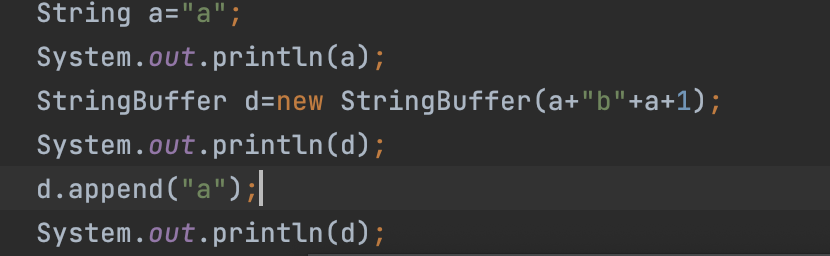 String a="a";
System.out.println(a);
StringBuffer d=new StringBuffer(a+"b"+a+1);
System.out.println(d);
d.append("a");
System.out.println(d);